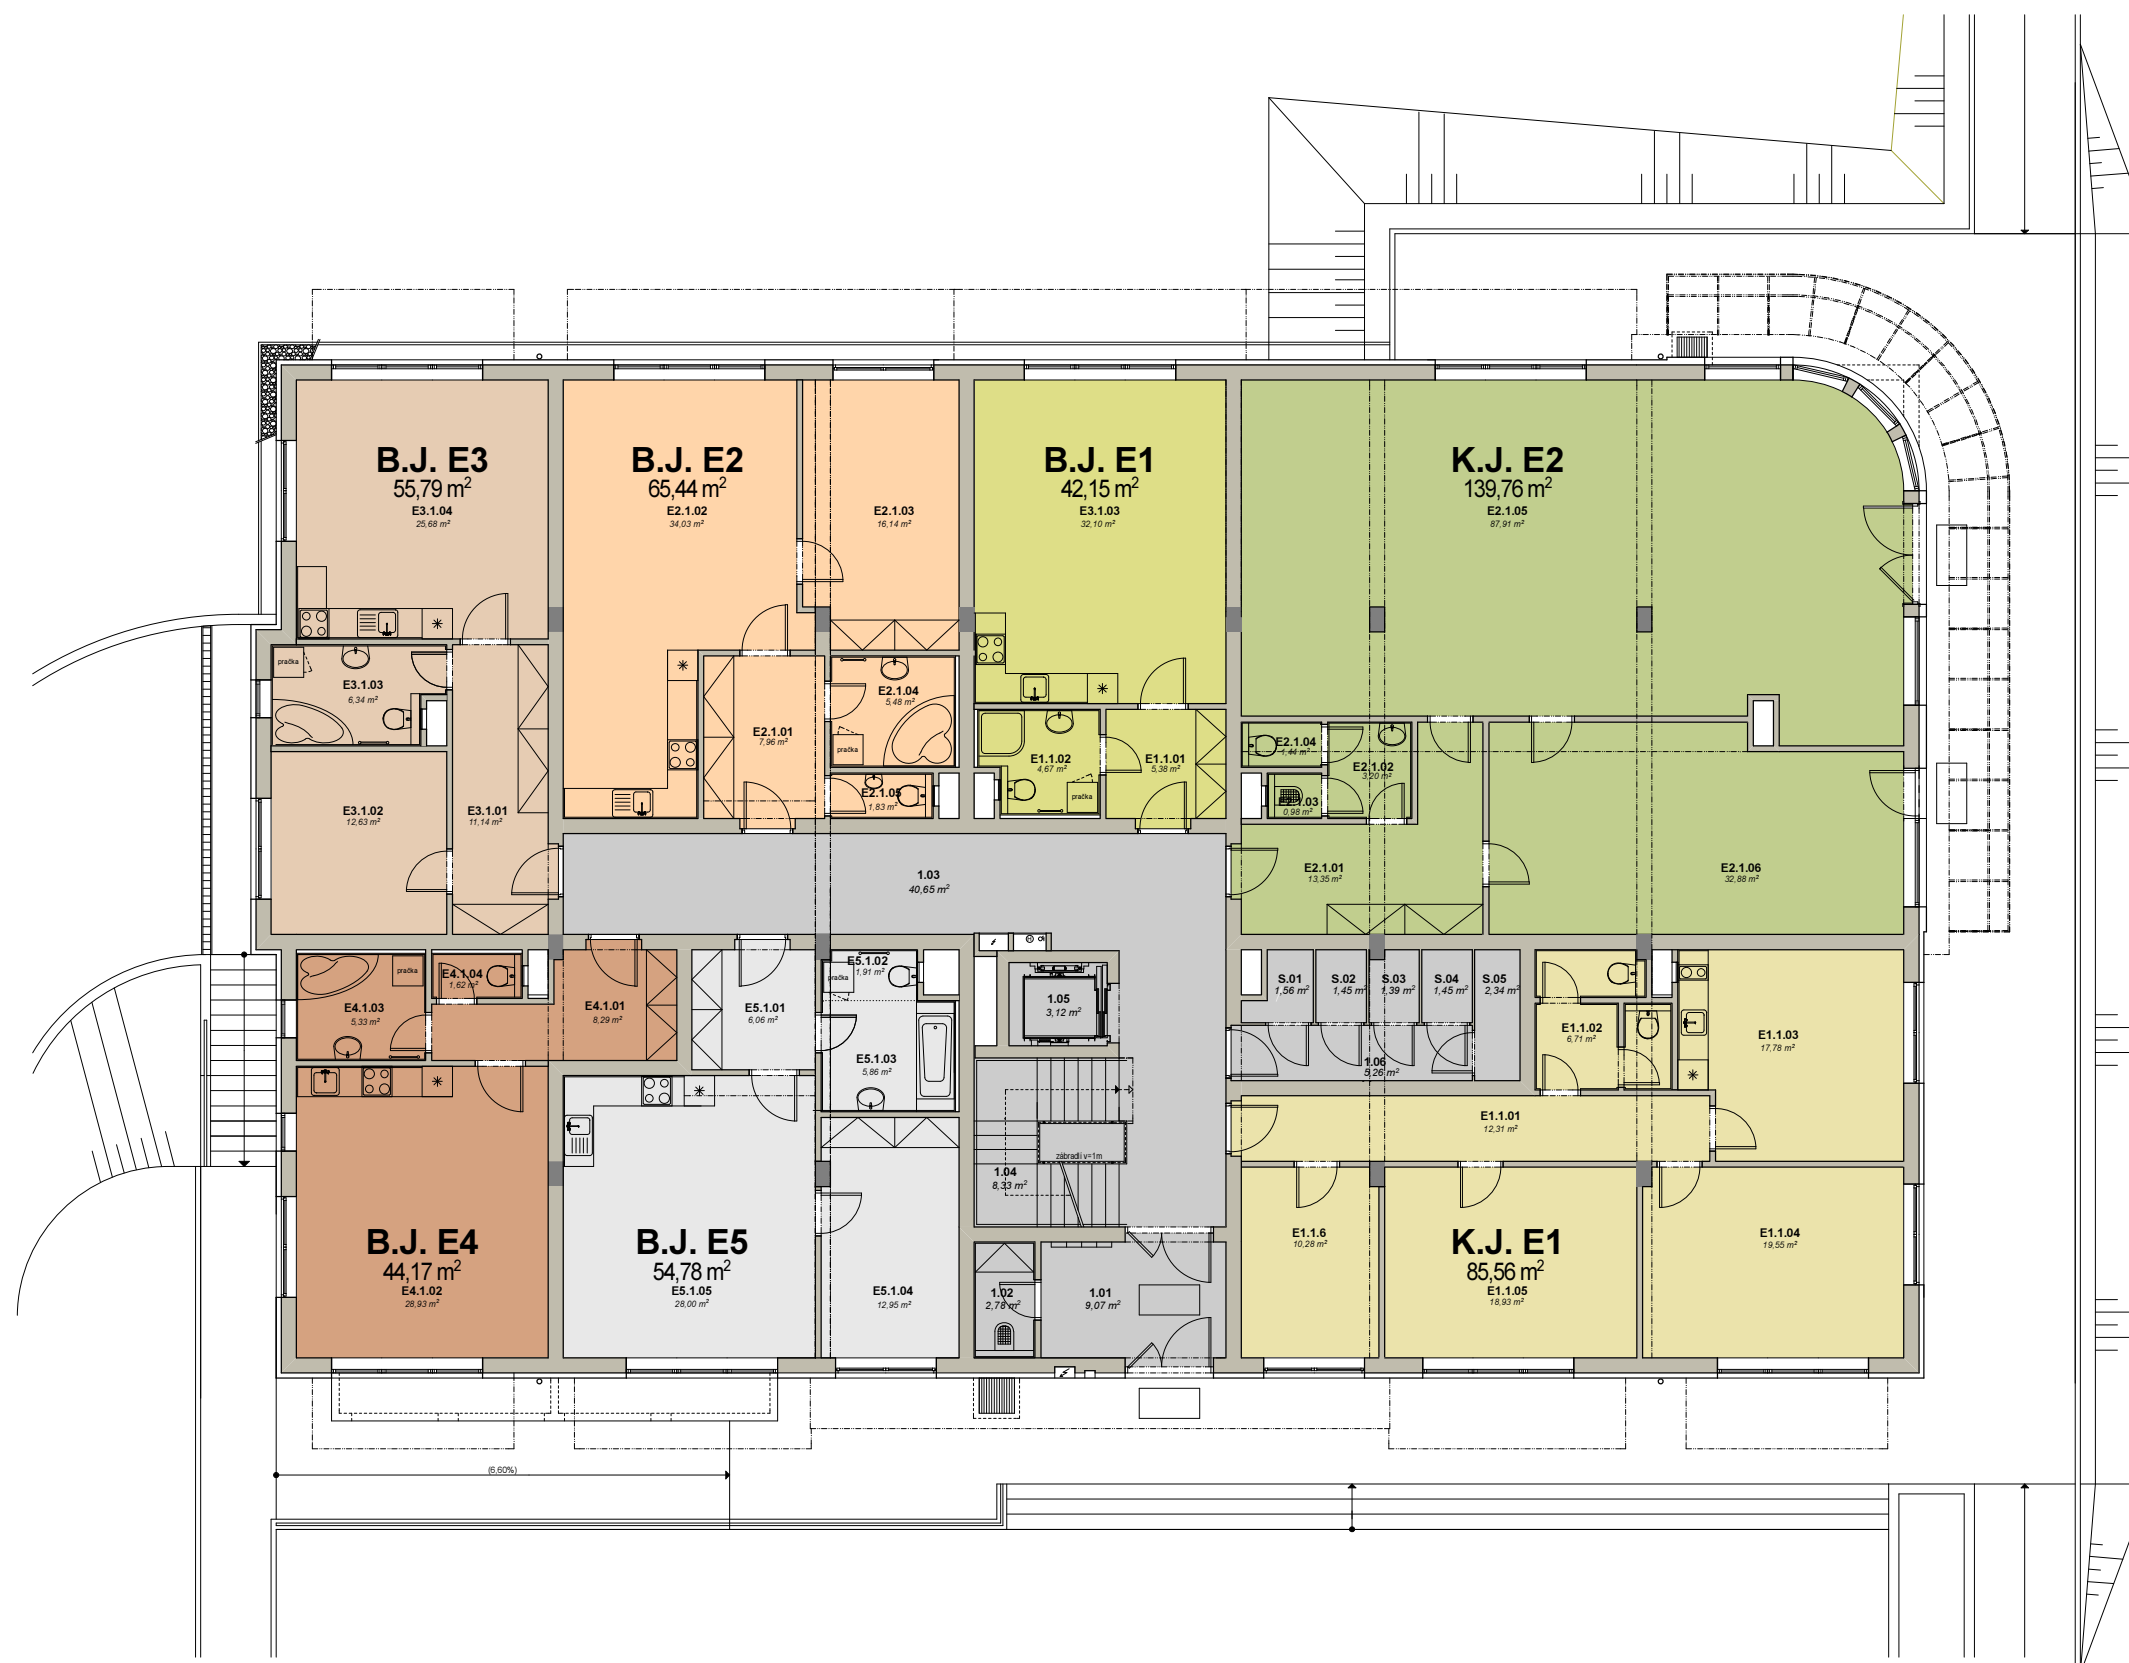 B.J. E3
55,79 m²
E3.1.04
25,68 m²
B.J. E2
65,44 m²
E2.1.02
34,03 m²
E2.1.03
16,14 m²
B.J. E1
42,15 m²
E3.1.03
32,10 m²
K.J. E2
139,76 m²
E2.1.05
87,91 m²
pračka
E3.1.03
6,34 m²
E2.1.01
7,96 m²
E2.1.04
5,48 m²
pračka
E2.1.05
1,83 m²
E1.1.02
4,67 m²
pračka
E1.1.01
5,38 m²
E2.1.04
1,44 m²
E2.1.02
3,20 m²
E2.1.03
0,98 m²
E3.1.02
12,63 m²
E3.1.01
11,14 m²
1.03
40,65 m²
E2.1.01
13,35 m²
E2.1.06
32,88 m²
pračka
E4.1.03
5,33 m²
E4.1.04
1,62 m²
E4.1.01
8,29 m²
E5.1.01
6,06 m²
E5.1.02
1,91 m²
pračka
E5.1.03
5,86 m²
1.05
3,12 m²
S.01
1,56 m²
S.02
1,45 m²
S.03
1,39 m²
S.04
1,45 m²
S.05
2,34 m²
1.06
5,26 m²
E1.1.02
6,71 m²
E1.1.03
17,78 m²
E1.1.01
12,31 m²
zábradlí v=1m
1.04
8,33 m²
B.J. E4
44,17 m²
E4.1.02
28,93 m²
B.J. E5
54,78 m²
E5.1.05
28,00 m²
E5.1.04
12,95 m²
1.02
2,78 m²
1.01
9,07 m²
E1.1.6
10,28 m²
K.J. E1
85,56 m²
E1.1.05
18,93 m²
E1.1.04
19,55 m²
(6,60%)